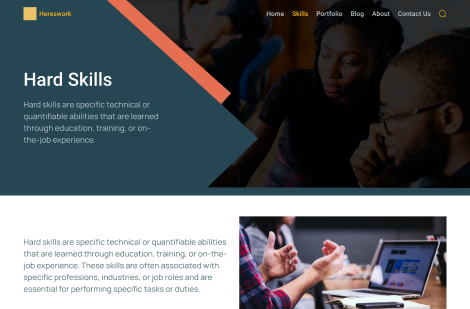 Hereswork
Home Skills Portfolio Blog About Contact Us
Hard Skills
Hard skills are specific technical or
quantifiable abilities that are learned
through education, training, or on-
the-job experience.
Hard skills are specific technical or quantifiable abilities
that are learned through education, training, or on-the-
job experience. These skills are often associated with
specific professions, industries, or job roles and are
essential for performing specific tasks or duties.